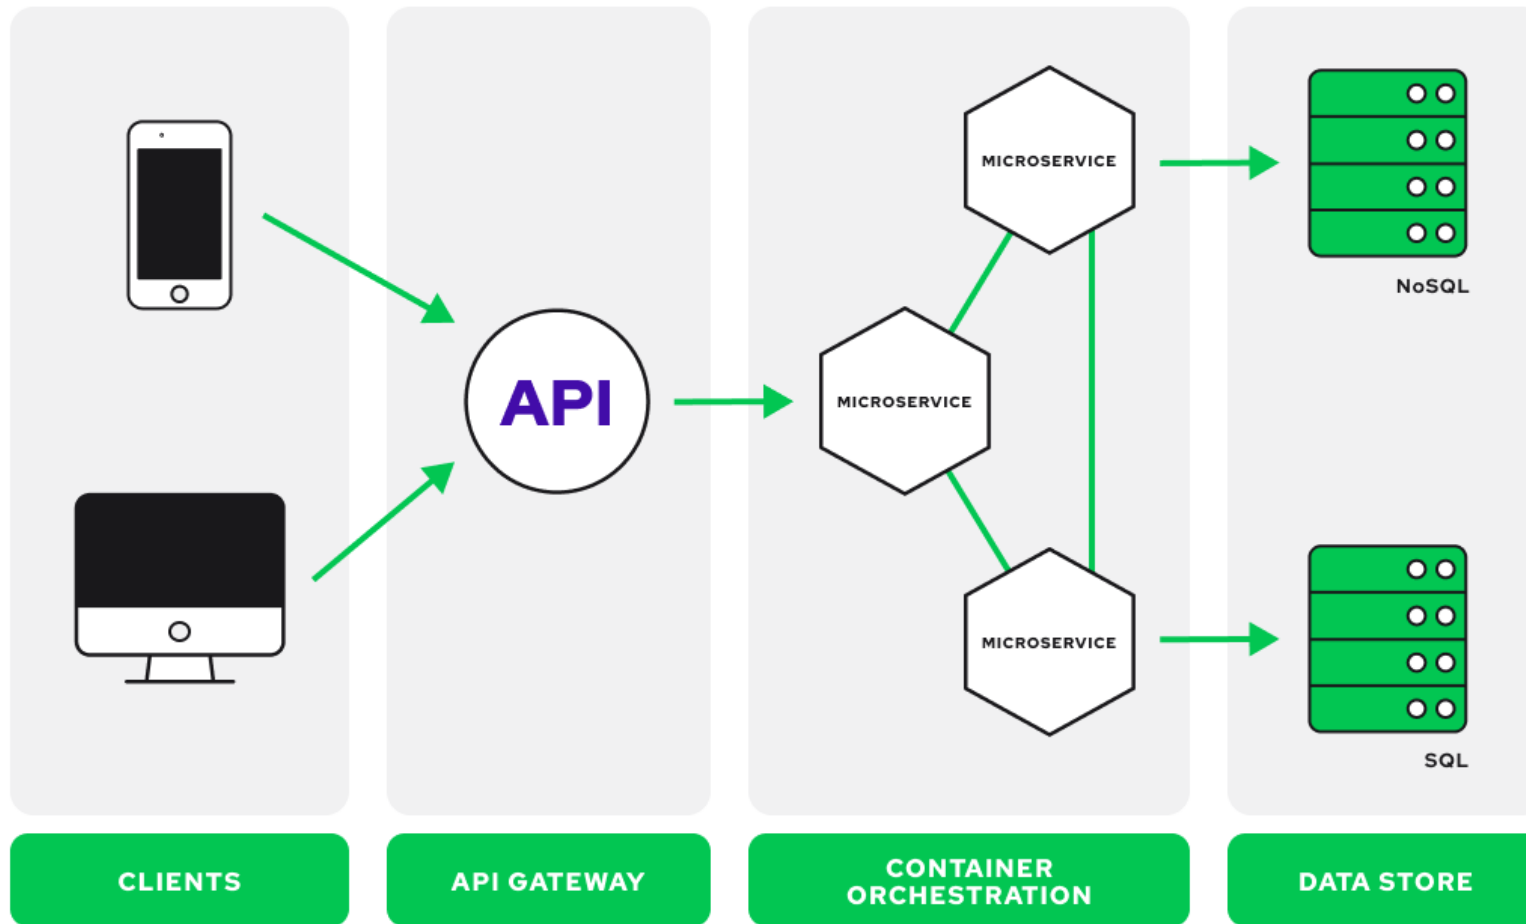 MICROSERVICE
NoSQL
API
MICROSERVICE
MICROSERVICE
SQL
CLIENTS
API GATEWAY
CONTAINER
ORCHESTRATION
DATA STORE